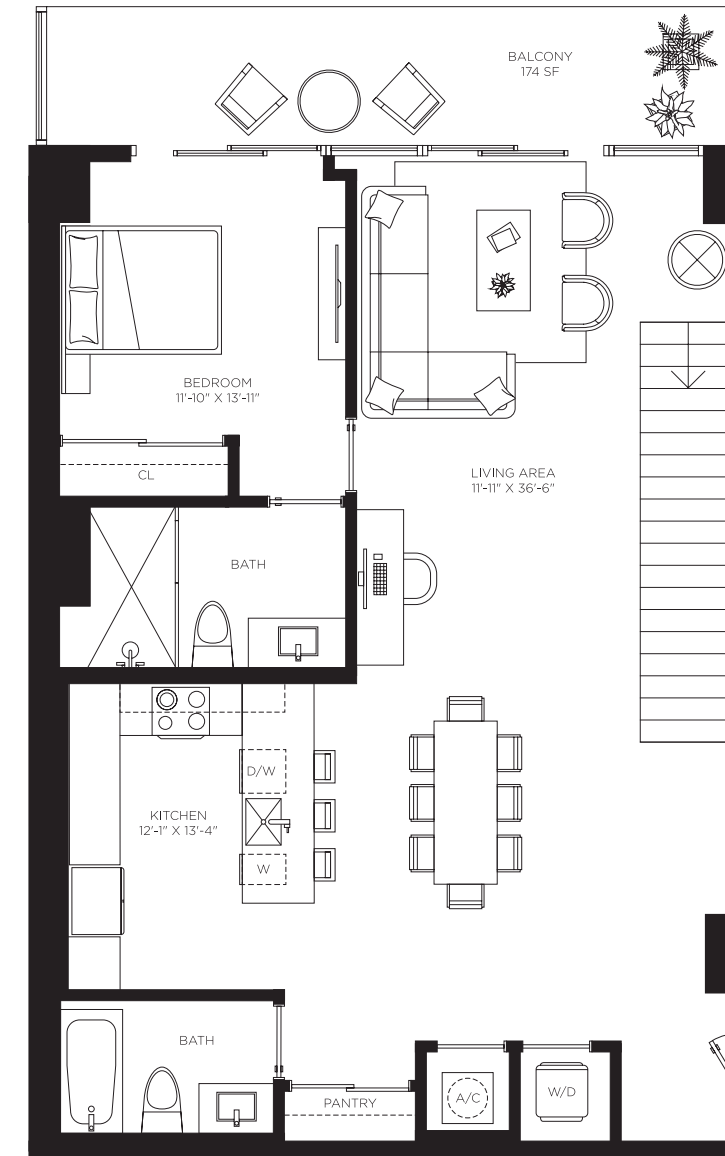 BALCONY
174 SF
BEDROOM
11'-10" X 13'-11"
CL
LIVING AREA
11'-11" X 36'-6"
BATH
D/W
KITCHEN
12'-1" X 13'-4"
W
BATH
PANTRY
A/C
W/D